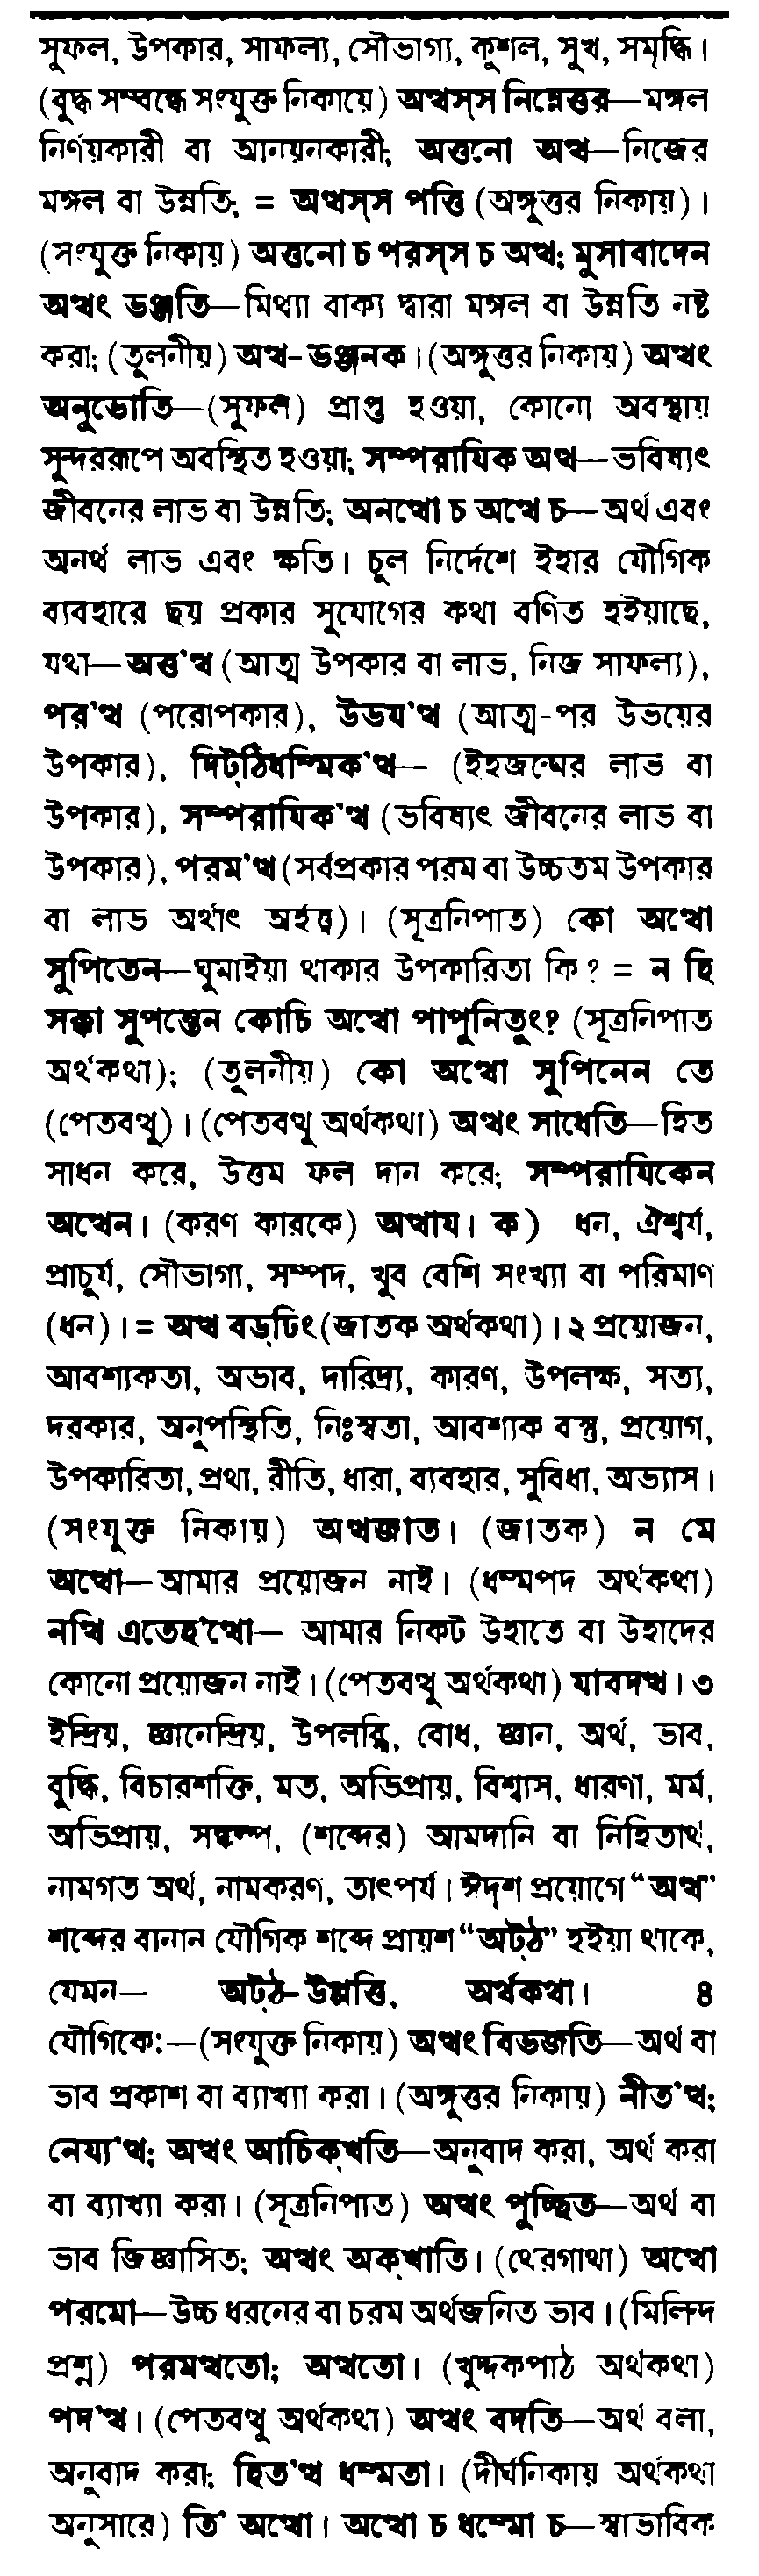 সুফল, উপকার, সাফল্য, সৌভাগ্য, কুশল, সুখ, সমৃদ্ধি।
(বুদ্ধ সম্বন্ধে সংযুক্ত নিকায়ে) অত্থস্‌স নিন্নেত্তর—মঙ্গল
নির্ণয়কারী বা আনয়নকারী; অত্তনো অত্থ—নিজের
মঙ্গল বা উন্নতি; = অত্থস্‌স পত্তি (অঙ্গুত্তর নিকায়)।
(সংযুক্ত নিকায়) অত্তনো চ পরস্‌স চ অত্থ; মুসাবাদেন
অত্থং ভঞ্জতি—মিথ্যা বাক্য দ্বারা মঙ্গল বা উন্নতি নষ্ট
করা; (তুলনীয়) অত্থ-ভঞ্জনক। (অঙ্গুত্তর নিকায়) অত্থং
অনুভোতি—(সুফল) প্রাপ্ত হওয়া, কোনো অবস্থায়
সুন্দররূপে অবস্থিত হওয়া; সম্পরাযিক অত্থ—ভবিষ্যৎ
জীবনের লাভ বা উন্নতি; অনত্থো চ অত্থে চ—অর্থ এবং
অনর্থ লাভ এবং ক্ষতি। চূল নির্দেশে ইহার যৌগিক
ব্যবহারে ছয় প্রকার সুযোগের কথা বর্ণিত হইয়াছে,
যথা—অত্ত'ত্থ (আত্ম উপকার বা লাভ, নিজ সাফল্য),
পর'ত্থ (পরোপকার), উভয'ত্থ (আত্ম-পর উভয়ের
উপকার), দিট্‌ঠিধম্মিক'ত্থ— (ইহজন্মের লাভ বা
উপকার), সম্পরাযিক'ত্থ (ভবিষ্যৎ জীবনের লাভ বা
উপকার), পরম'ত্থ (সর্বপ্রকার পরম বা উচ্চতম উপকার
বা লাভ অর্থাৎ অর্হত্ব)। (সূত্রনিপাত) কো অত্থো
সুপিতেন—ঘুমাইয়া থাকার উপকারিতা কি? = ন হি
সক্কা সুপন্তেন কোচি অত্থো পাপুনিতুং? (সূত্রনিপাত
অর্থকথা); (তুলনীয়) কো অত্থো সুপিনেন তে
(পেতবত্থু)। (পেতবত্থু অর্থকথা) অত্থং সাধেতি—হিত
সাধন করে, উত্তম ফল দান করে; সম্পরাযিকেন
অত্থেন। (করণ কারকে) অত্থায। ক) ধন, ঐশ্বর্য,
প্রাচুর্য, সৌভাগ্য, সম্পদ, খুব বেশি সংখ্যা বা পরিমাণ
(ধন)। = অত্থ বড্‌ঢিং (জাতক অর্থকথা)। ২ প্রয়োজন,
আবশ্যকতা, অভাব, দারিদ্র্য, কারণ, উপলক্ষ, সত্য,
দরকার, অনুপস্থিতি, নিঃস্বতা, আবশ্যক বস্তু, প্রয়োগ,
উপকারিতা, প্রথা, রীতি, ধারা, ব্যবহার, সুবিধা, অভ্যাস।
(সংযুক্ত নিকায়) অত্থজাত। (জাতক) ন মে
অত্থো—আমার প্রয়োজন নাই। (ধম্মপদ অর্থকথা)
নত্থি এতেহ'ত্থো— আমার নিকট উহাতে বা উহাদের
কোনো প্রয়োজন নাই। (পেতবত্থু অর্থকথা) যাবদত্থ। ৩
ইন্দ্রিয়, জ্ঞানেন্দ্রিয়, উপলব্ধি, বোধ, জ্ঞান, অর্থ, ভাব,
বুদ্ধি, বিচারশক্তি, মত, অভিপ্রায়, বিশ্বাস, ধারণা, মর্ম,
অভিপ্রায়, সঙ্কল্প, (শব্দের) আমদানি বা নিহিতার্থ,
নামগত অর্থ, নামকরণ, তাৎপর্য। ঈদৃশ প্রয়োগে “অত্থ”
শব্দের বানান যৌগিক শব্দে প্রায়শ “অট্‌ঠ” হইয়া থাকে,
যেমন— অট্‌ঠ-উপ্পত্তি, অর্থকথা। ৪
যৌগিকে:—(সংযুক্ত নিকায়) অত্থং বিভজতি—অর্থ বা
ভাব প্রকাশ বা ব্যাখ্যা করা। (অঙ্গুত্তর নিকায়) নীত'ত্থ;
নেয্য'ত্থ; অত্থং আচিক্‌খতি—অনুবাদ করা, অর্থ করা
বা ব্যাখ্যা করা। (সূত্রনিপাত) অত্থং পুচ্ছিত—অর্থ বা
ভাব জিজ্ঞাসিত; অত্থং অক্‌খাতি। (থেরগাথা) অত্থো
পরমো—উচ্চ ধরনের বা চরম অর্থজনিত ভাব। (মিলিন্দ
প্রশ্ন) পরমত্থতো; অত্থতো। (খুদ্দকপাঠ অর্থকথা)
পদ'ত্থ। (পেতবত্থু অর্থকথা) অত্থং বদতি—অর্থ বলা,
অনুবাদ করা; হিত'ত্থ ধম্মতা। (দীর্ঘনিকায় অর্থকথা
অনুসারে) তি' অত্থো। অত্থো চ ধম্মো চ—স্বাভাবিক